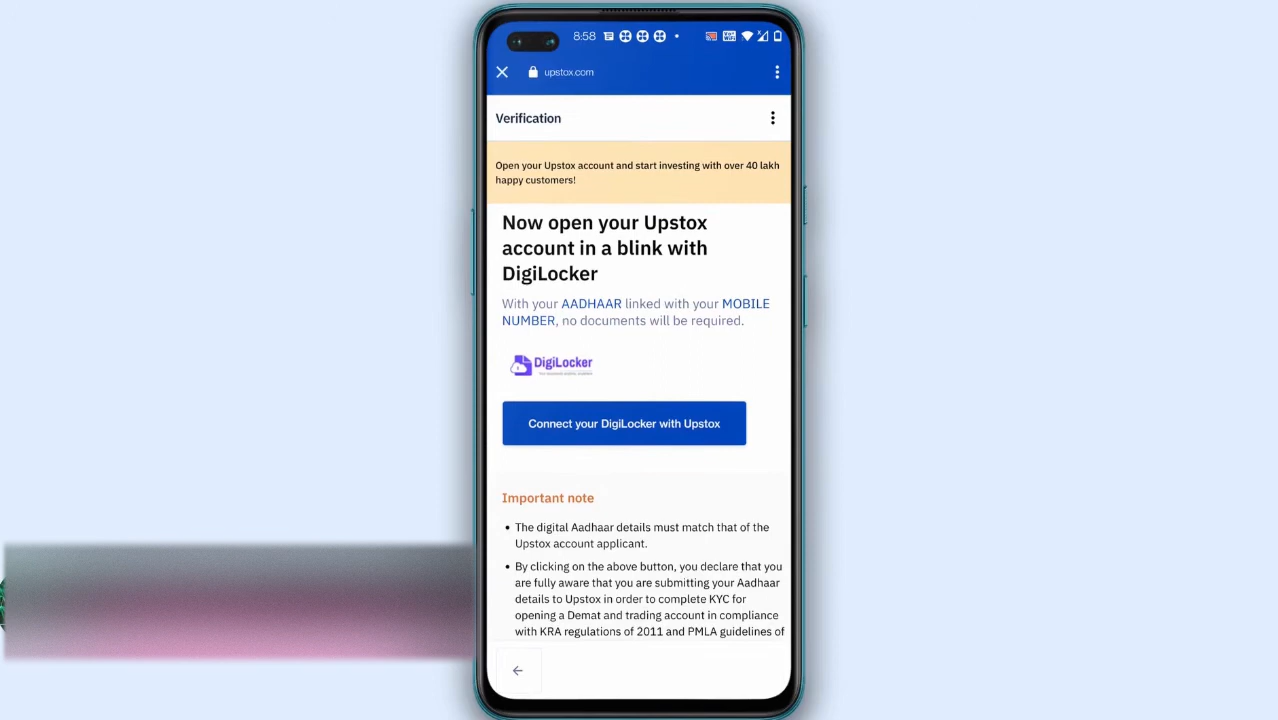 8:58
upstox.com
Verification
Open your Upstox account and start investing with over 40 lakh
happy customers!
Now open your Upstox
account in a blink with
DigiLocker
With your AADHAAR linked with your MOBILE
NUMBER, no documents will be required.
DigiLocker
Connect your DigiLocker with Upstox
Important note
• The digital Aadhaar details must match that of the
Upstox account applicant.
• By clicking on the above button, you declare that you
are fully aware that you are submitting your Aadhaar
details to Upstox in order to complete KYC for
opening a Demat and trading account in compliance
with KRA regulations of 2011 and PMLA guidelines of